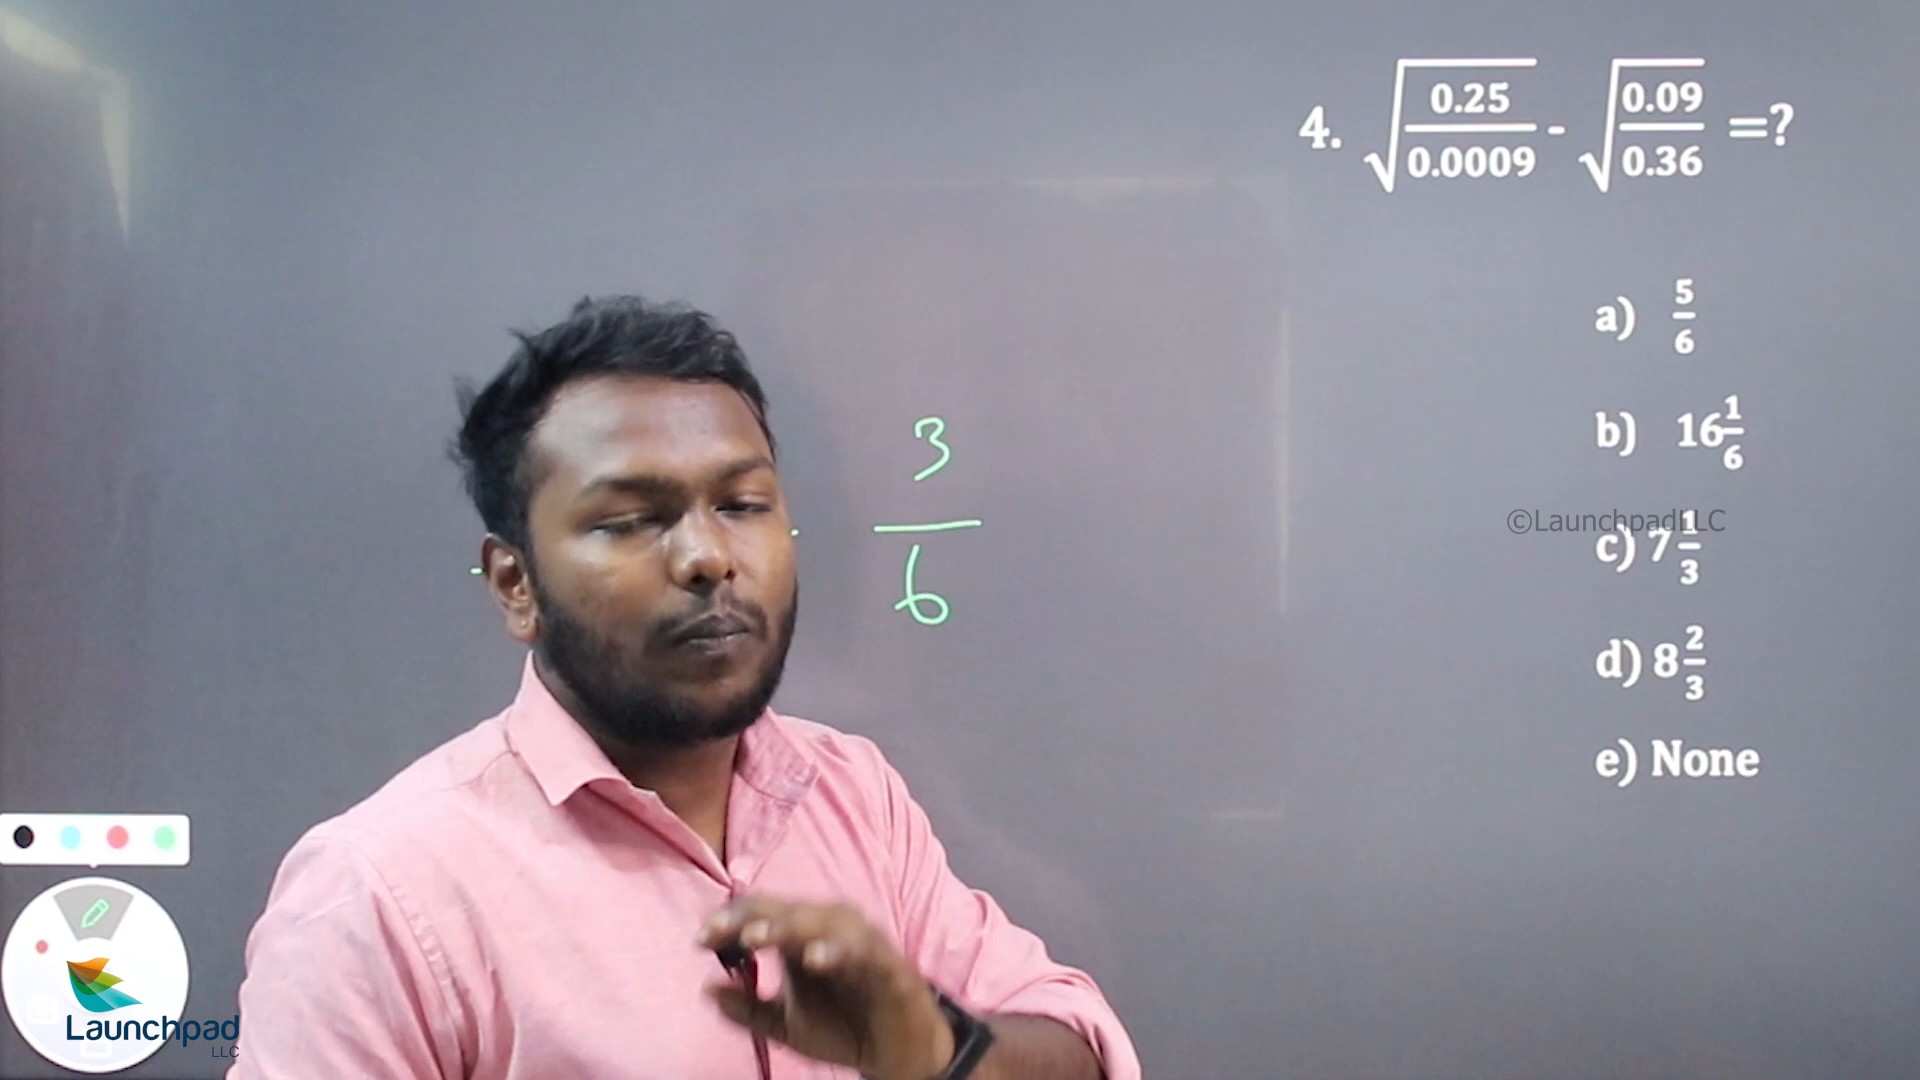 4. √(0.25/0.0009) - √(0.09/0.36) =?
a) 5/6
b) 16 1/6
©LaunchpadLLC
c) 7 1/3
d) 8 2/3
e) None
3
6
Launchpad
LLC